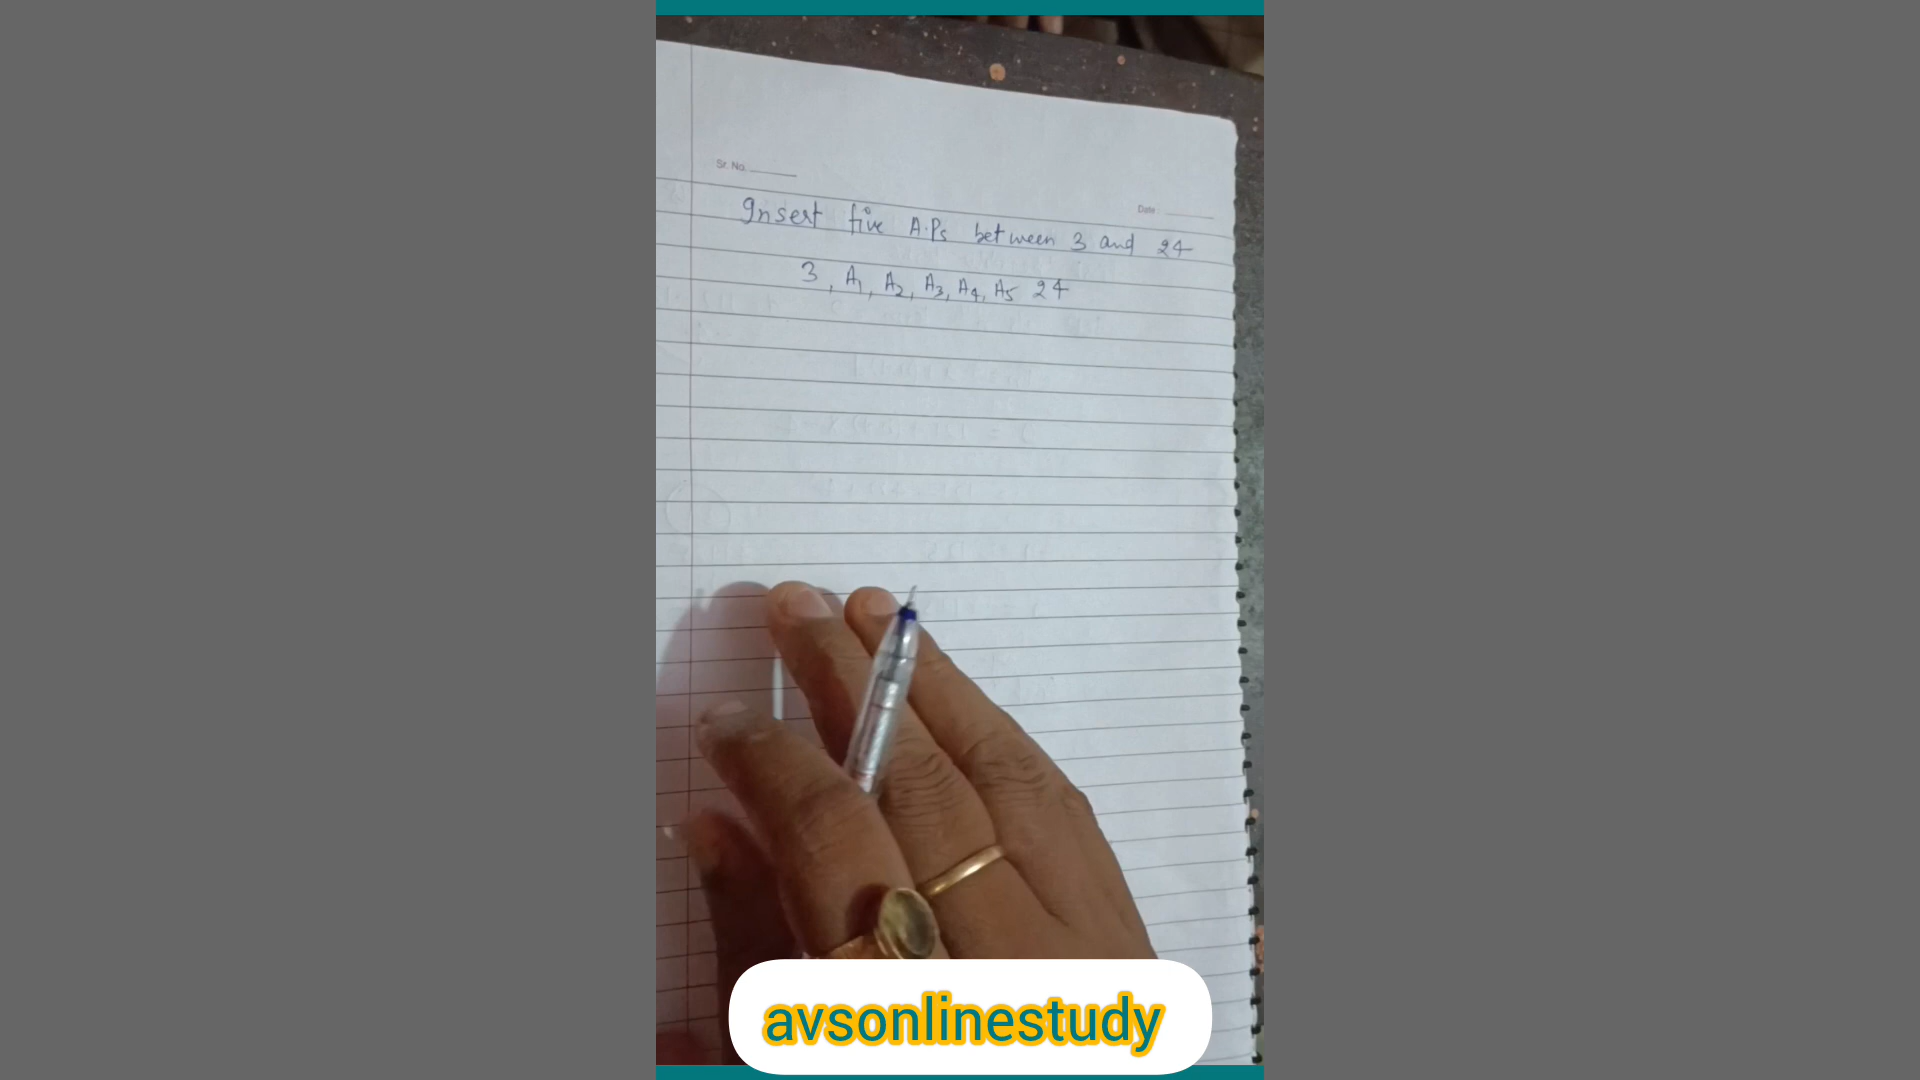 Sr. No.
Date :
Insert five A.Ps between 3 and 24
3, A1, A2, A3, A4, A5 24
avsonlinestudy